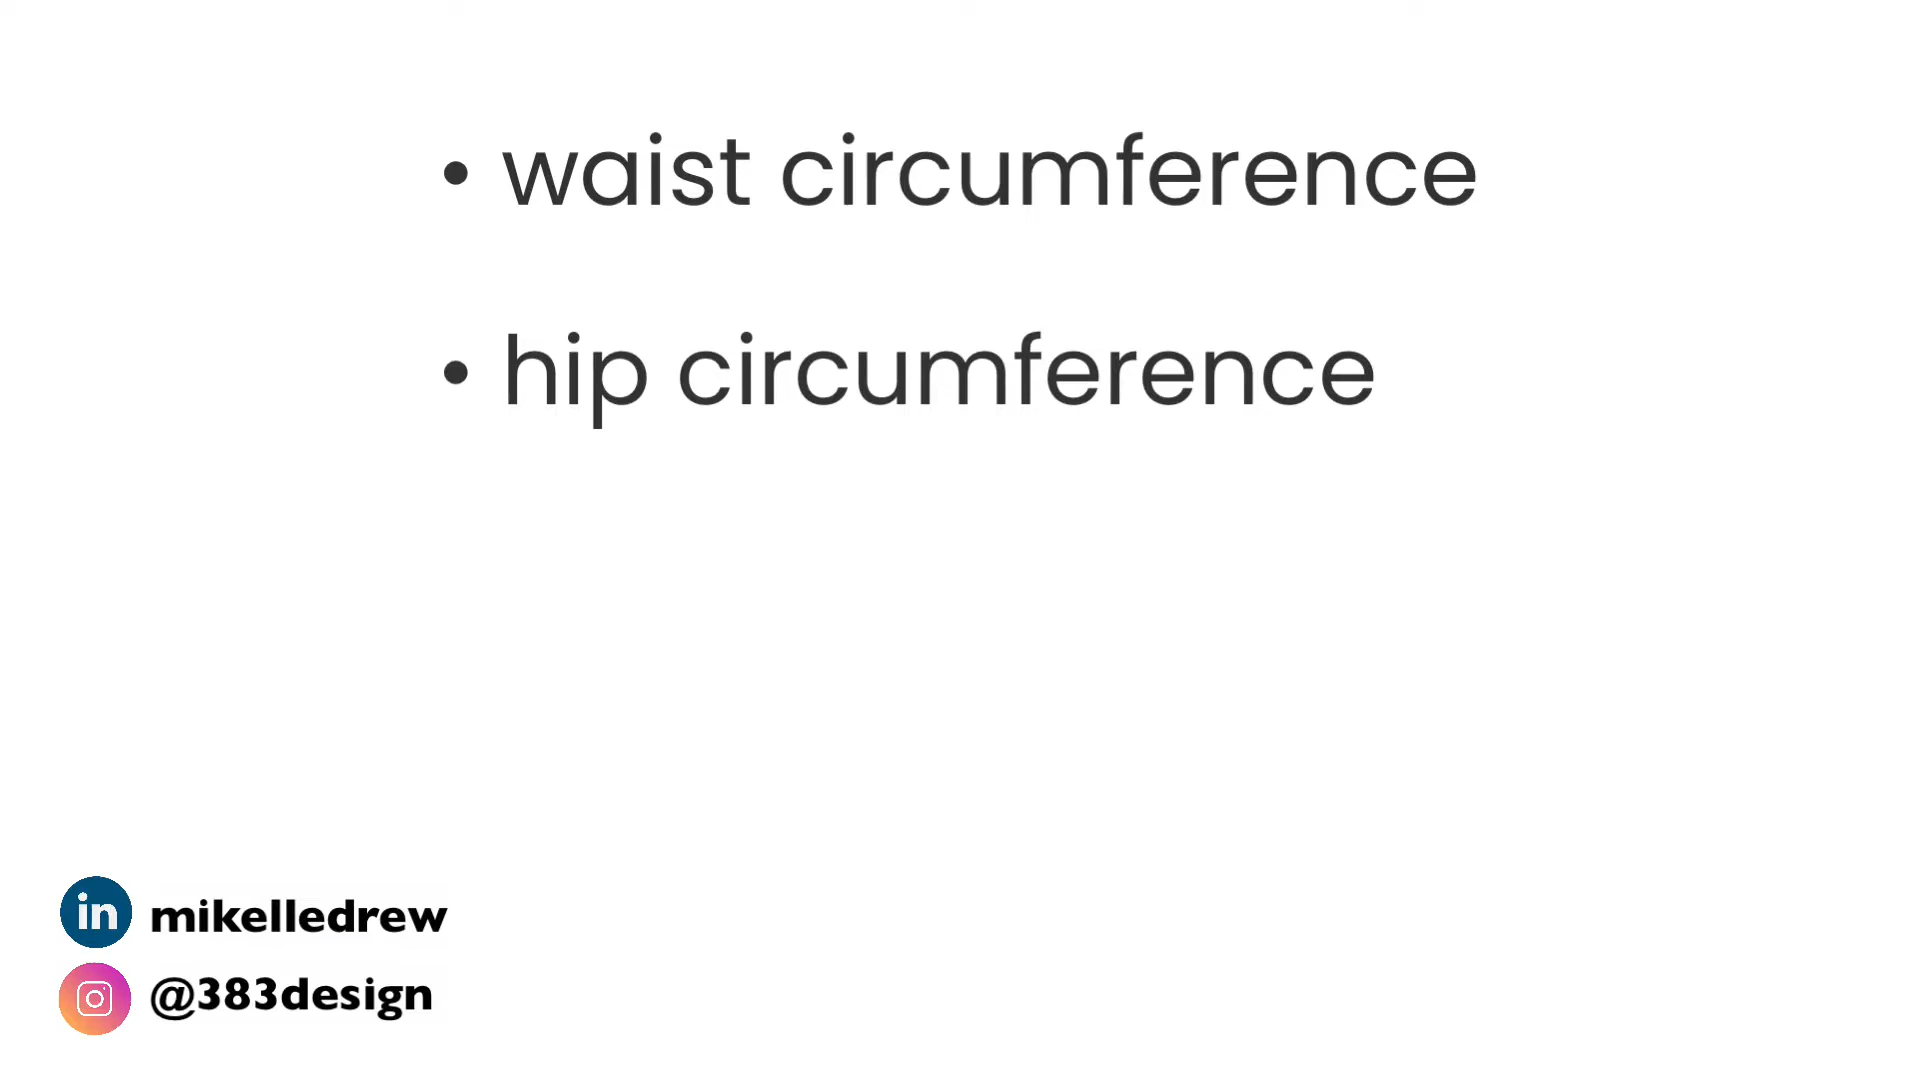 • waist circumference
• hip circumference
in mikelledrew
@383design